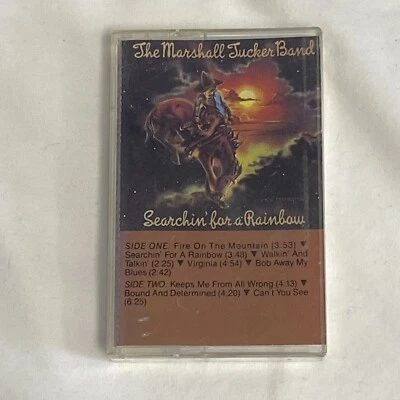 The Marshall Tucker Band
Searchin' for a Rainbow
SIDE ONE Fire On The Mountain (3:53) ▼
Searchin' For A Rainbow (3:48) ▼ Walkin' And
Talkin' (2:25) ▼ Virginia (4:54) ▼ Bob Away My
Blues (2:42)
SIDE TWO Keeps Me From All Wrong (4:13) ▼
Bound And Determined (4:20) ▼ Can't You See
(6:25)